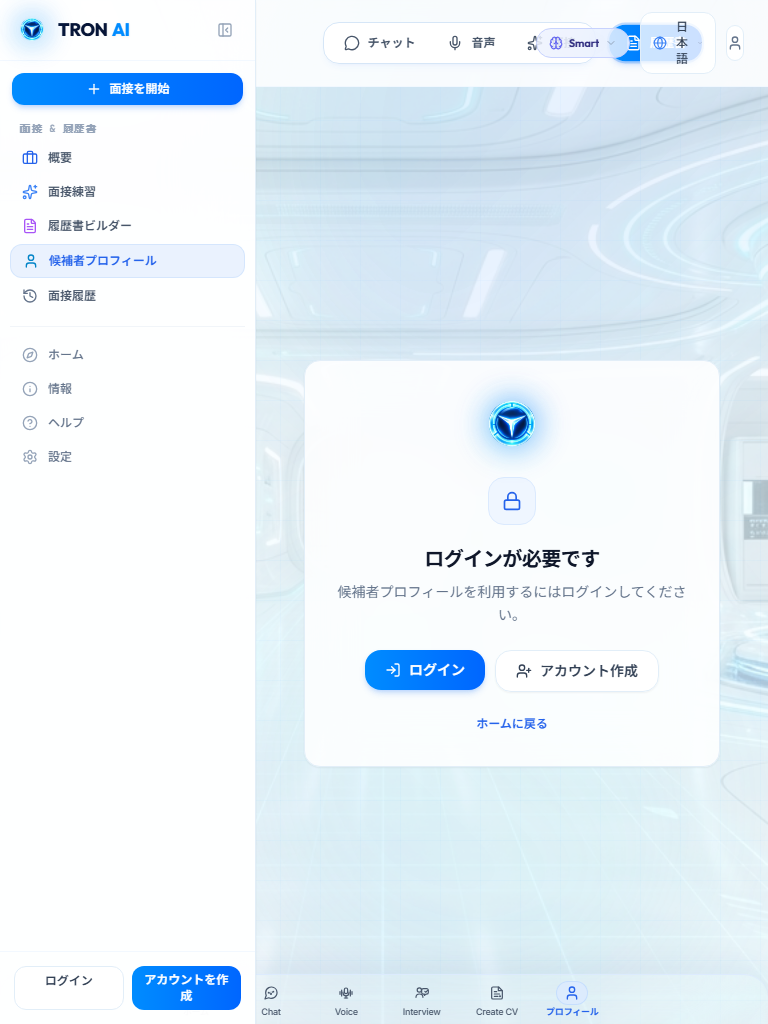 TRON AI
面接を開始
面接 & 履歴書
概要
面接練習
履歴書ビルダー
候補者プロフィール
面接履歴
ホーム
情報
ヘルプ
設定
ログイン
アカウントを作
成
チャット
音声
Smart
日
本
語
ログインが必要です
候補者プロフィールを利用するにはログインしてくださ
い。
ログイン
アカウント作成
ホームに戻る
Chat
Voice
Interview
Create CV
プロフィール